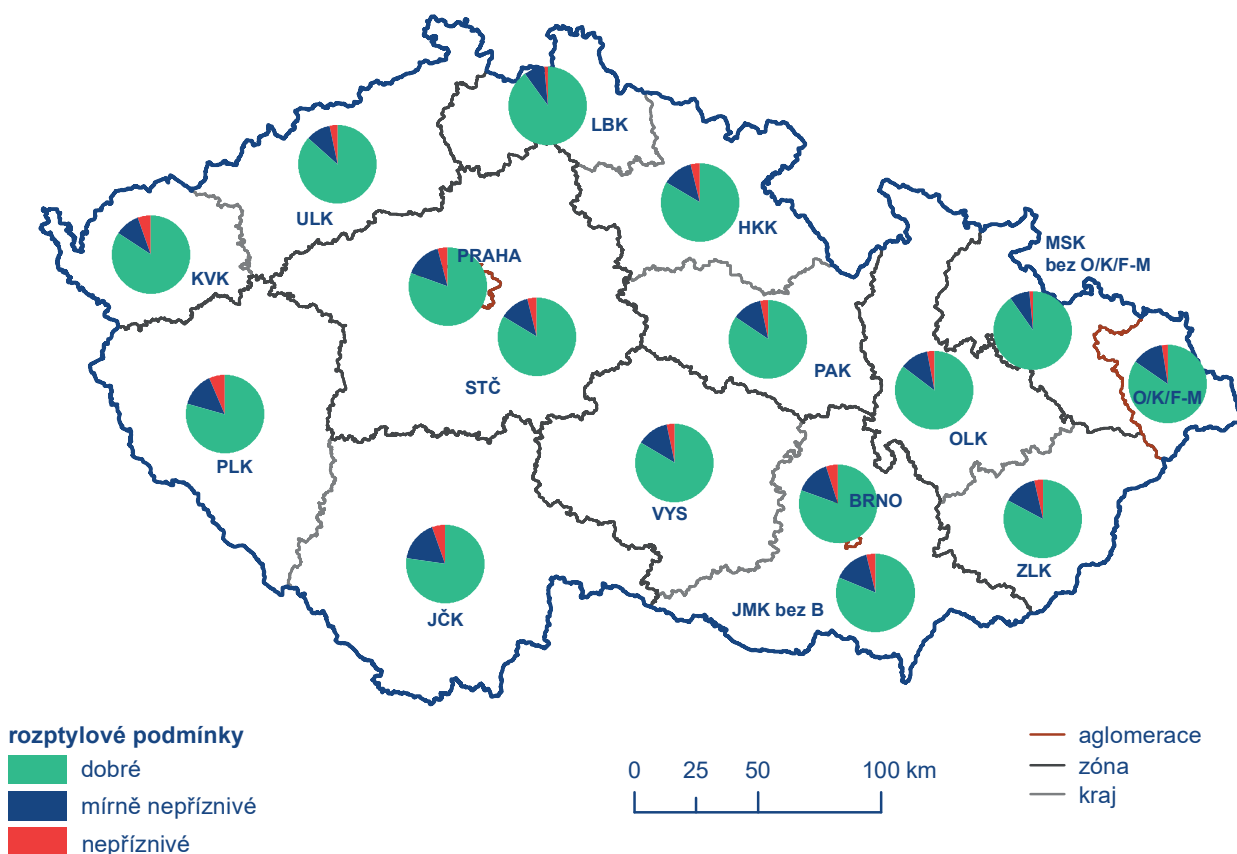 LBK
ULK
HKK
MSK
bez O/K/F-M
PRAHA
KVK
STČ
PAK
O/K/F-M
OLK
PLK
VYS
BRNO
ZLK
JČK
JMK bez B
rozptylové podmínky
dobré
mírně nepříznivé
nepříznivé
0 25 50 100 km
aglomerace
zóna
kraj